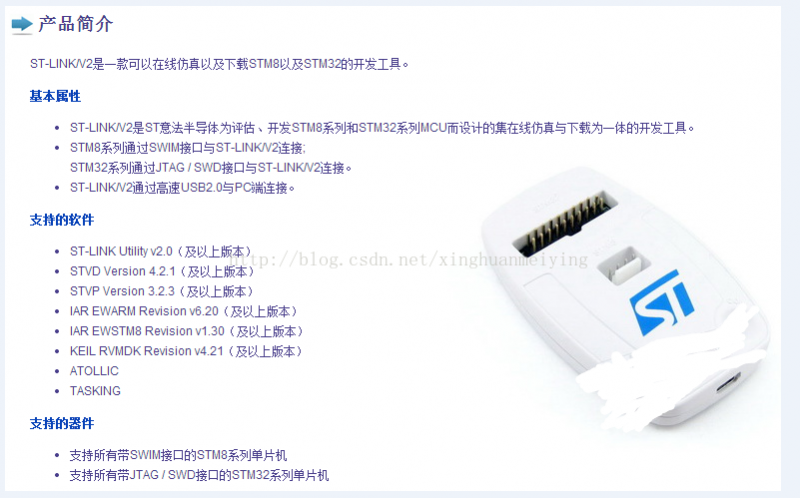 产品简介
ST-LINK/V2是一款可以在线仿真以及下载STM8以及STM32的开发工具。
基本属性
• ST-LINK/V2是ST意法半导体为评估、开发STM8系列和STM32系列MCU而设计的集在线仿真与下载为一体的开发工具。
• STM8系列通过SWIM接口与ST-LINK/V2连接;
STM32系列通过JTAG / SWD接口与ST-LINK/V2连接。
• ST-LINK/V2通过高速USB2.0与PC端连接。
支持的软件
• ST-LINK Utility v2.0（及以上版本）
http://blog.csdn.net/xinghuanmeiying
• STVD Version 4.2.1（及以上版本）
• STVP Version 3.2.3（及以上版本）
• IAR EWARM Revision v6.20（及以上版本）
• IAR EWSTM8 Revision v1.30（及以上版本）
• KEIL RVMDK Revision v4.21（及以上版本）
• ATOLLIC
• TASKING
ST
支持的器件
• 支持所有带SWIM接口的STM8系列单片机
• 支持所有带JTAG / SWD接口的STM32系列单片机